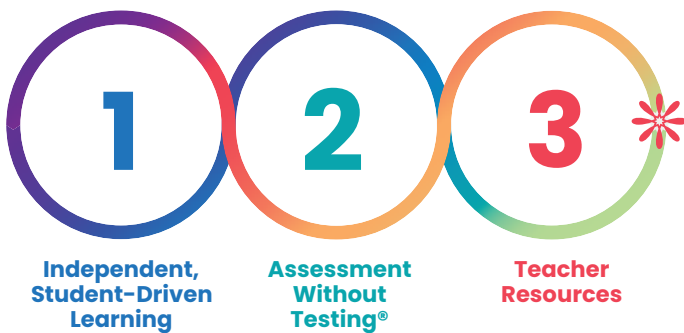 1
2
3
Independent,
Student-Driven
Learning
Assessment
Without
Testing®
Teacher
Resources